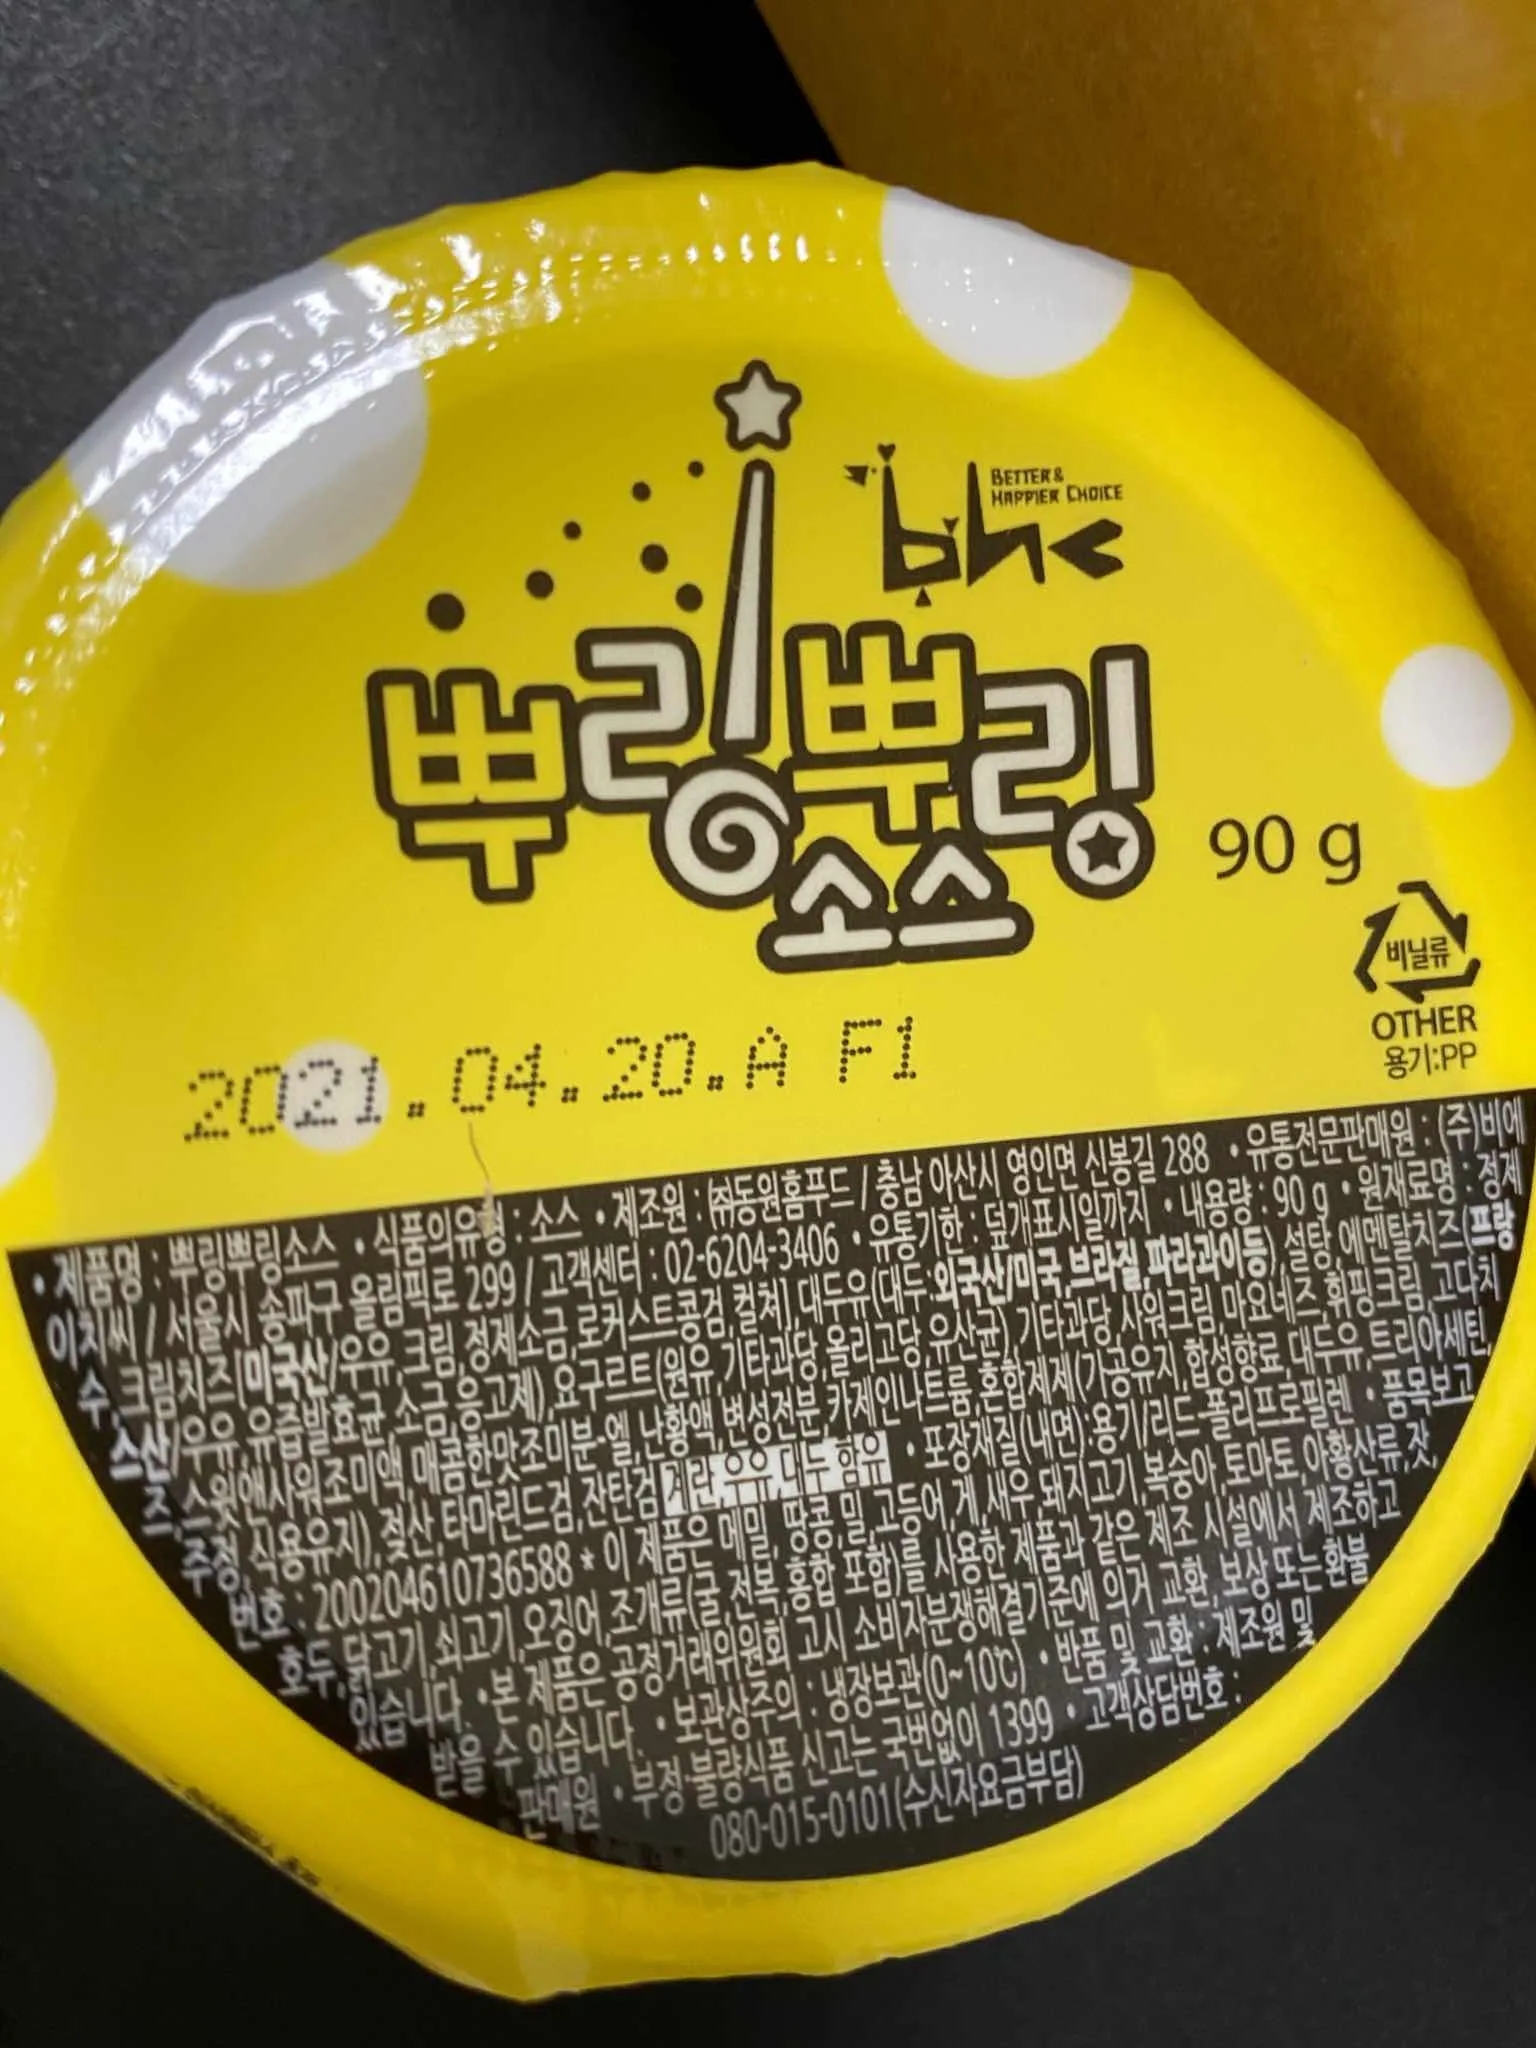 bhc
BETTER &
HAPPIER CHOICE
뿌링뿌링
소스
90 g
비닐류
OTHER
용기:PP
2021.04.20.A F1
• 제품명 : 뿌링뿌링소스 • 식품의유형 : 소스 • 제조원 : ㈜동원홈푸드 / 충남 아산시 영인면 신봉길 288 • 유통전문판매원 : (주)비에
이치씨 / 서울시 송파구 올림픽로 299 / 고객센터 : 02-6204-3406 • 유통기한 : 덮개표시일까지 • 내용량 : 90 g • 원재료명 : 정제
수, 크림치즈[미국산/우유,크림,정제소금,로커스트콩검,컬쳐], 대두유(대두:외국산/미국,브라질,파라과이등), 설탕, 에멘탈치즈(프랑
스산/우유,유즙발효균,소금,응고제), 요구르트(원유,기타과당,올리고당,유산균), 기타과당, 사워크림, 마요네즈, 휘핑크림, 고다치
즈, 스윗앤사워조미액, 매콤한맛조미분-엘, 난황액, 변성전분, 카제인나트륨, 혼합제제(가공유지,합성향료,대두유,트리아세틴,
주정, 식용유지), 젖산, 타마린드검, 잔탄검 계란,우유,대두 함유 • 포장재질(내면):용기/리드-폴리프로필렌 • 품목보고
번호 : 200204610736588 * 이 제품은 메밀, 땅콩,밀,고등어,게,새우,돼지고기,복숭아,토마토,아황산류,잣,
호두,닭고기,쇠고기,오징어,조개류(굴,전복,홍합 포함)를 사용한 제품과 같은 제조 시설에서 제조하고
있습니다. •본 제품은 공정거래위원회 고시 소비자분쟁해결기준에 의거 교환, 보상 또는 환불
받을 수 있습니다. • 보관상주의 : 냉장보관(0~10℃) • 반품 및 교환 : 제조원 및
판매원 • 부정·불량식품 신고는 국번없이 1399 • 고객상담번호 :
080-015-0101(수신자요금부담)